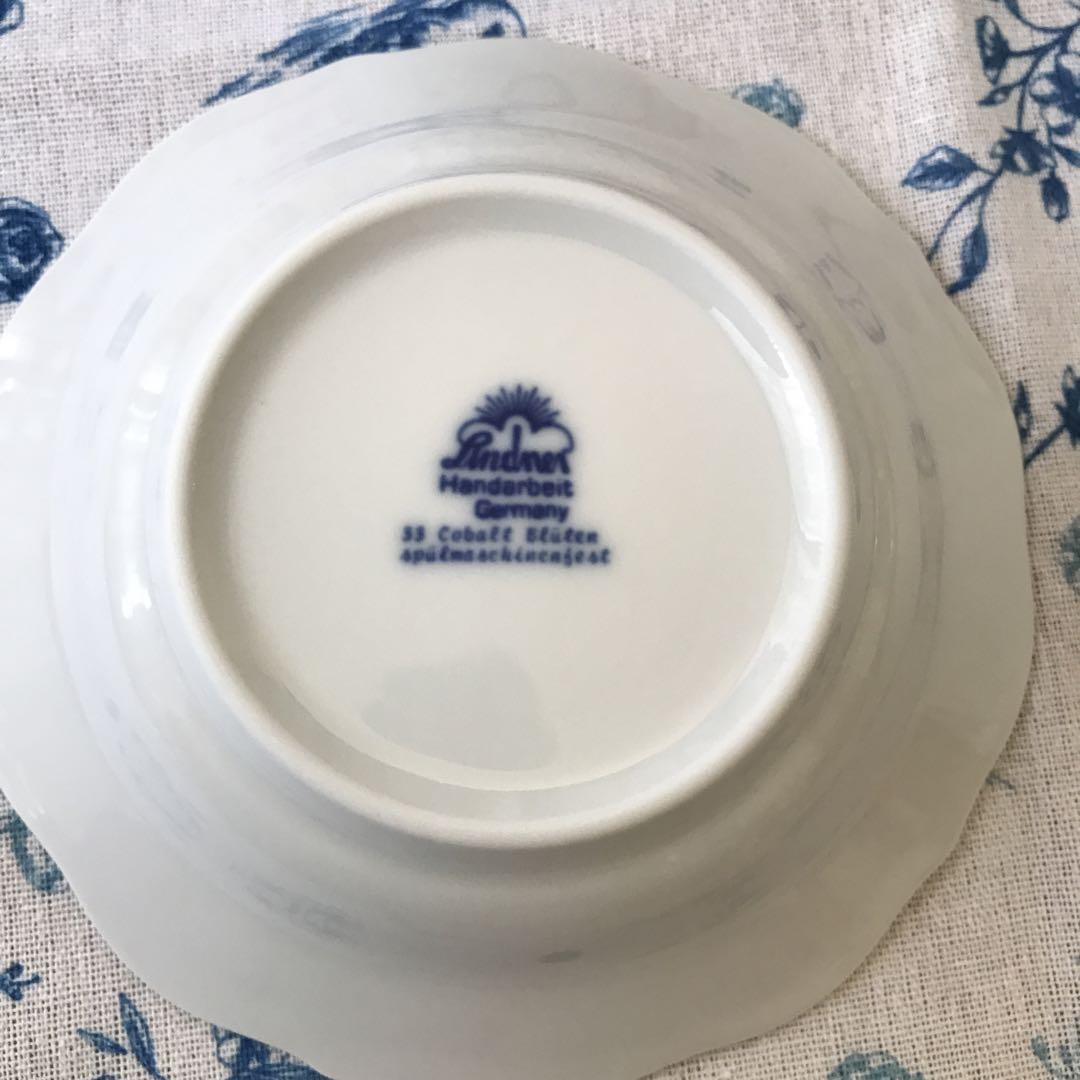 Lindner
Handarbeit
Germany
33 Cobalt Blüten
spülmaschinenfest